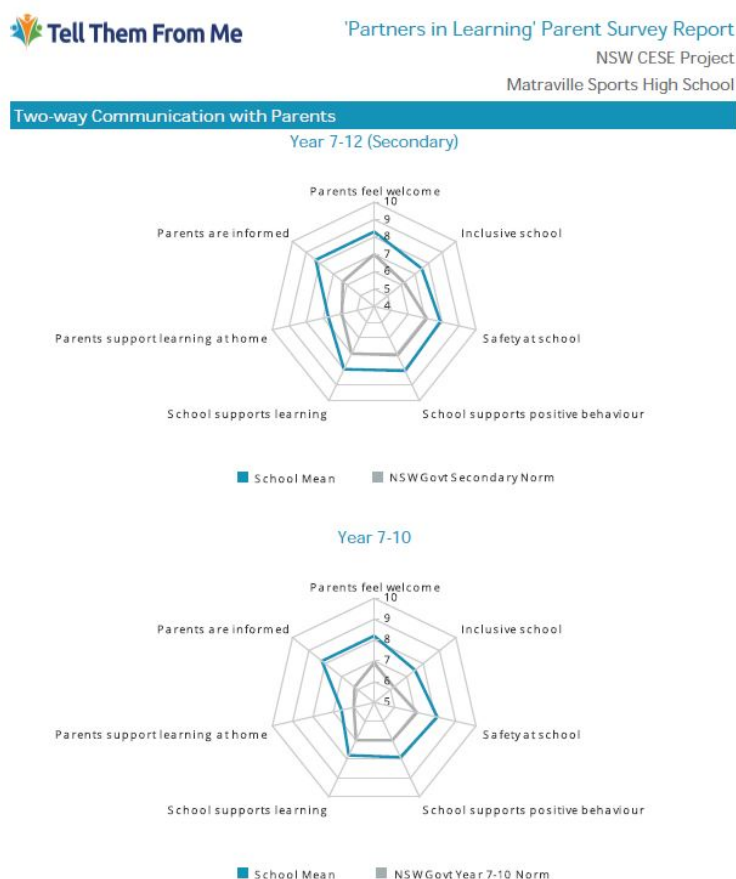 Tell Them From Me
'Partners in Learning' Parent Survey Report
NSW CESE Project
Matraville Sports High School
Two-way Communication with Parents
Year 7-12 (Secondary)
Parents feel welcome
10
Parents are informed
9
Inclusive school
8
7
6
5
4
Parents support learning at home
Safety at school
School supports learning
School supports positive behaviour
School Mean
NSW Govt Secondary Norm
Year 7-10
Parents feel welcome
10
Parents are informed
9
Inclusive school
8
7
6
5
Parents support learning at home
Safety at school
School supports learning
School supports positive behaviour
School Mean
NSW Govt Year 7-10 Norm